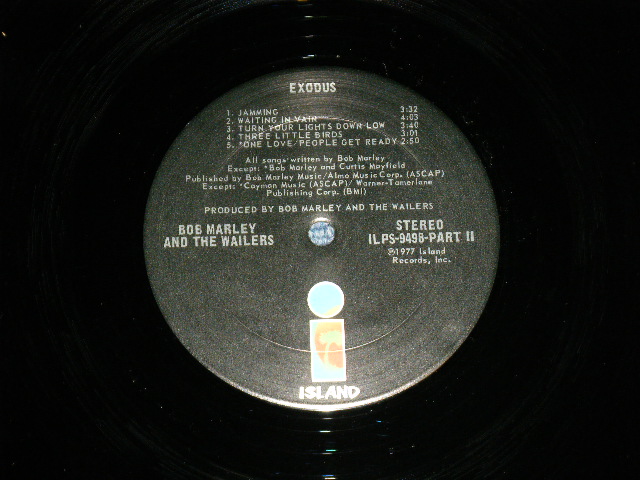 EXODUS
1. JAMMING 3:32
2. WAITING IN VAIN 4:03
3. TURN YOUR LIGHTS DOWN LOW 3:40
4. THREE LITTLE BIRDS 3:01
5. *ONE LOVE/PEOPLE GET READY 2:50
All songs written by Bob Marley
Except: *Bob Marley and Curtis Mayfield
Published by Bob Marley Music/Almo Music Corp. (ASCAP)
Except: *Cayman Music (ASCAP)/ Warner-Tamerlane
Publishing Corp. (BMI)
PRODUCED BY BOB MARLEY AND THE WAILERS
BOB MARLEY
AND THE WAILERS
STEREO
ILPS-9498-PART II
℗1977 Island
Records, Inc.
ISLAND